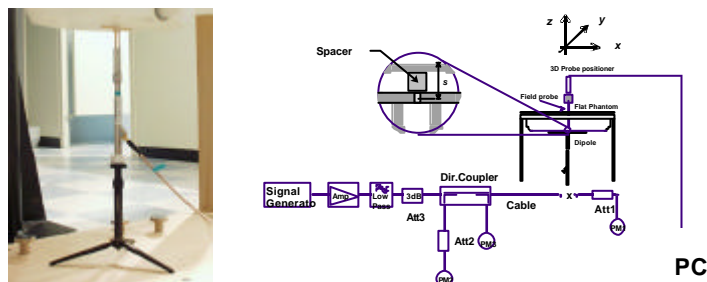 z
y
x
Spacer
s
3D Probe positioner
Field probe
Flat Phantom
Dipole
Dir.Coupler
Signal
Generato
Amp
Low
Pass
3dB
Cable
x
Att1
Att3
Att2
PM1
PM3
PM2
PC